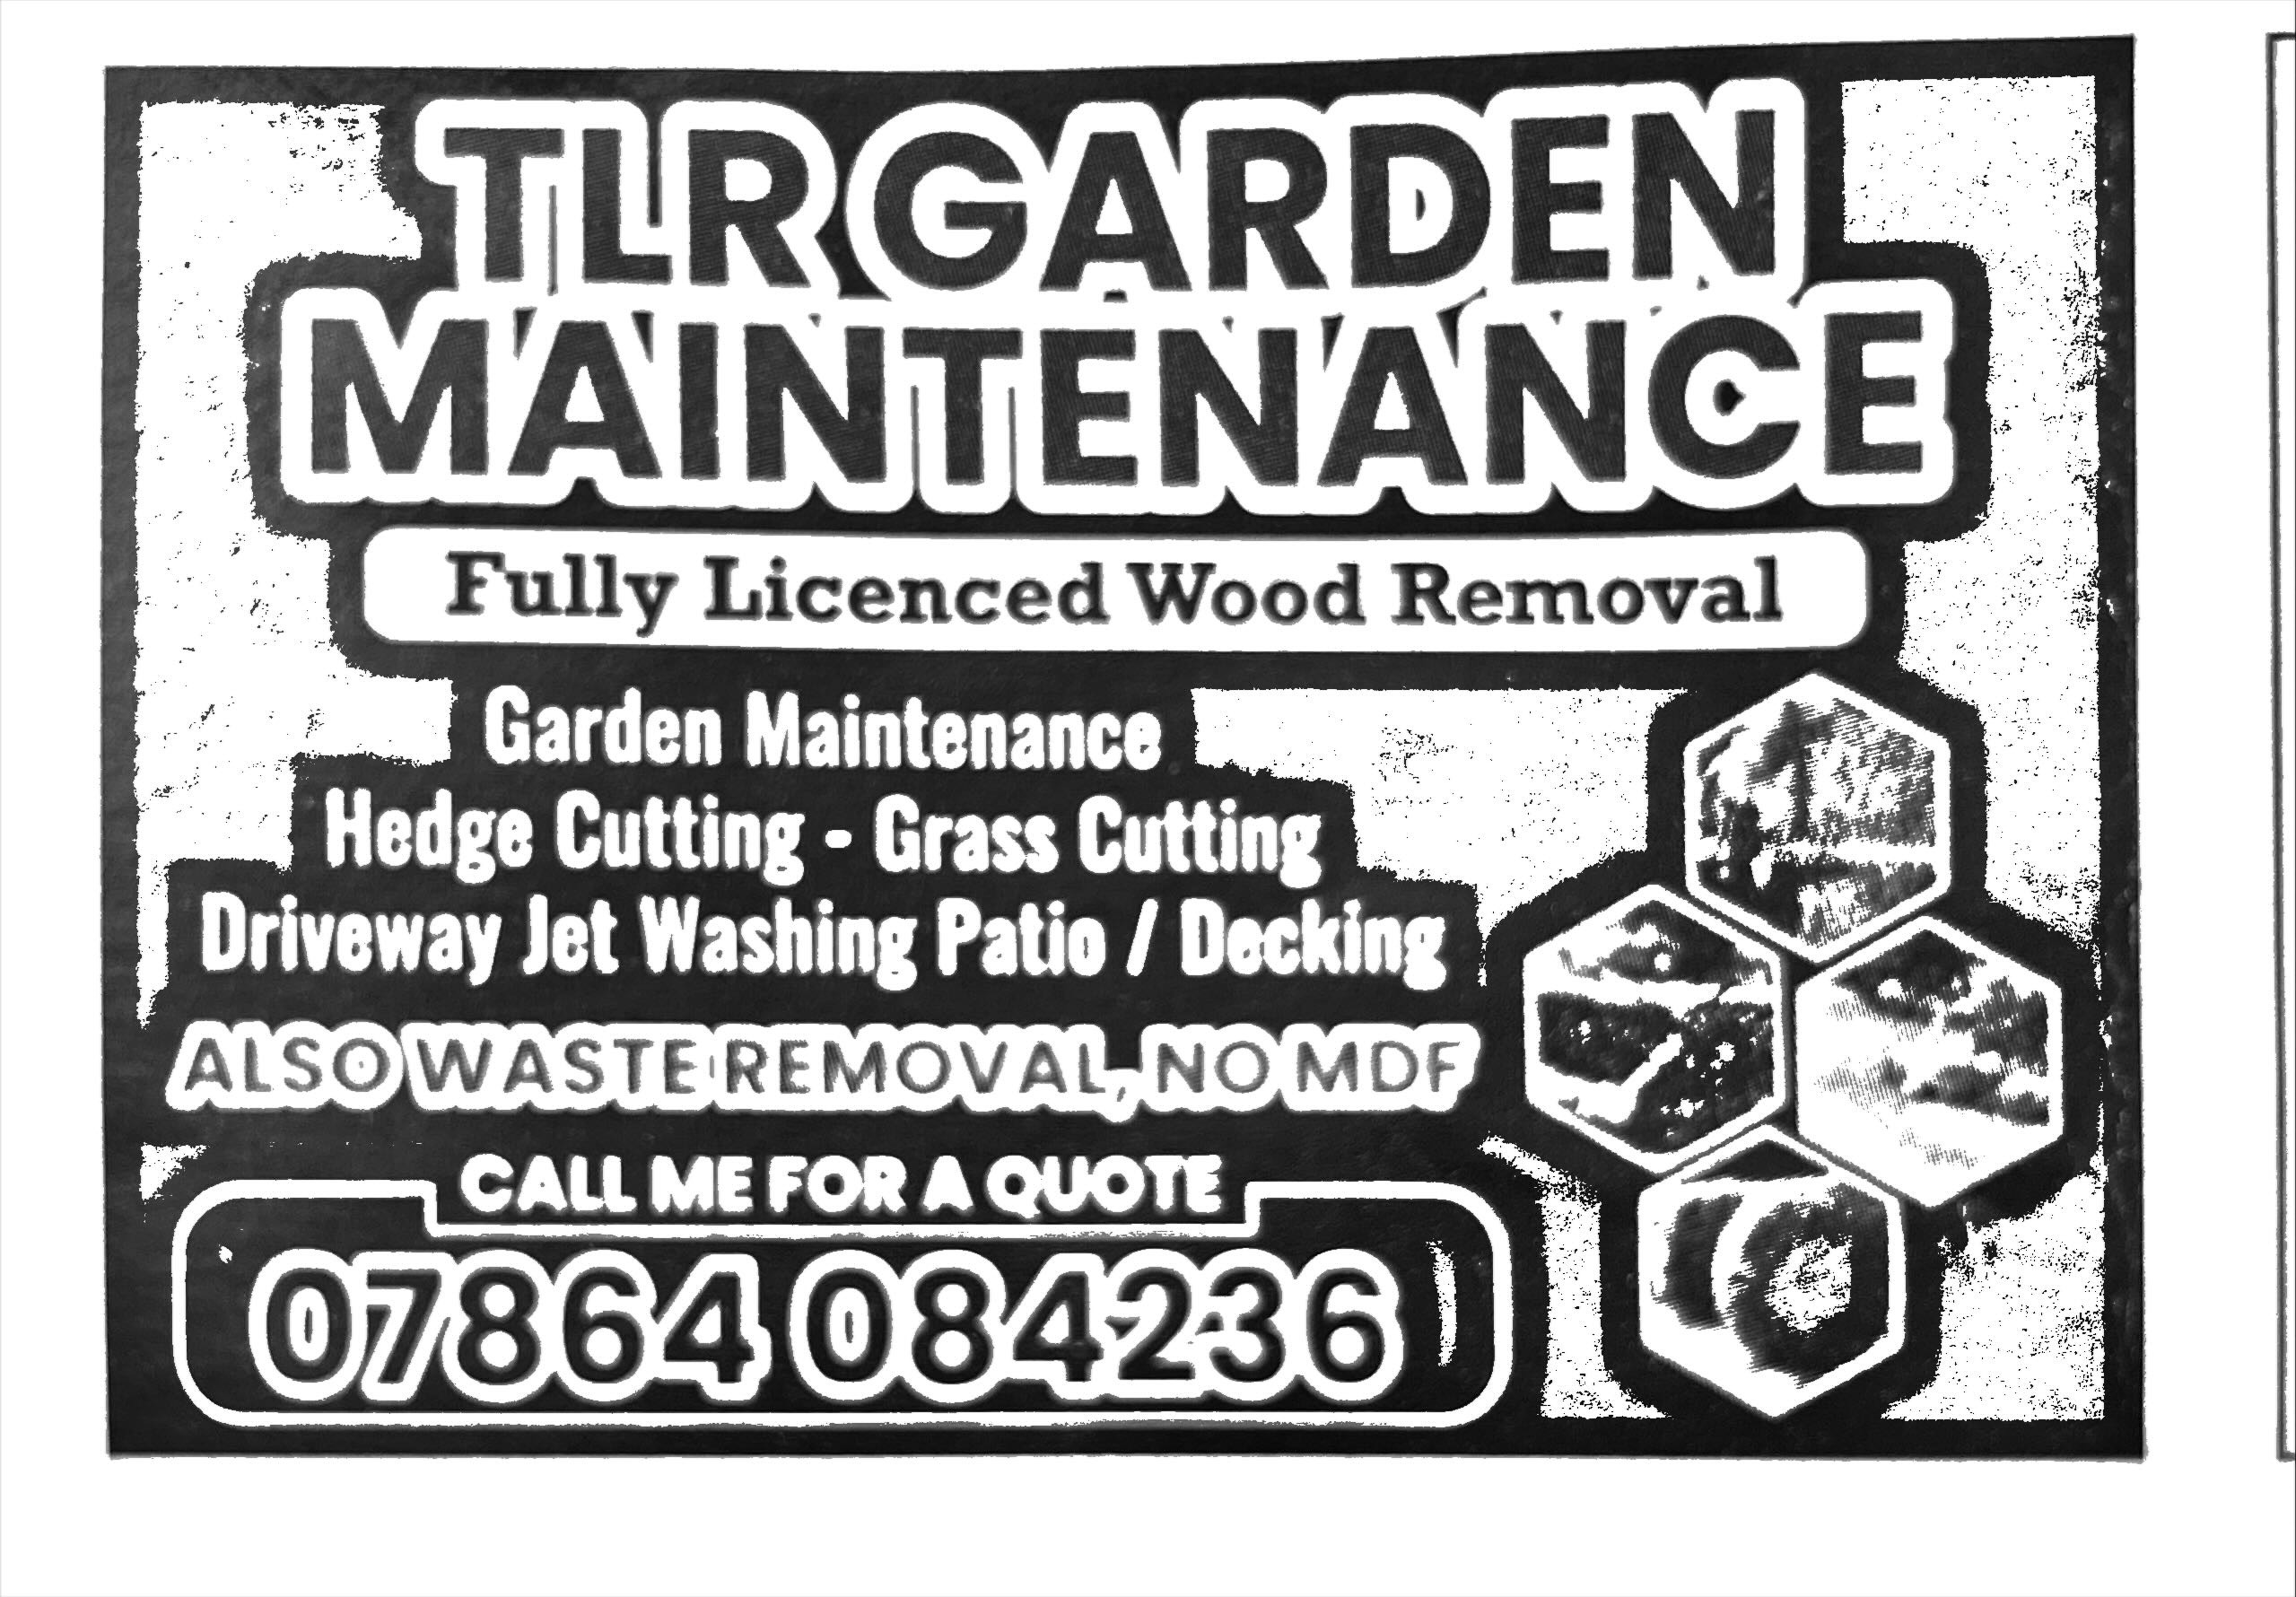 TLR GARDEN
MAINTENANCE
Fully Licenced Wood Removal
Garden Maintenance
Hedge Cutting - Grass Cutting
Driveway Jet Washing Patio / Decking
ALSO WASTE REMOVAL, NO MDF
CALL ME FOR A QUOTE
07864 084236